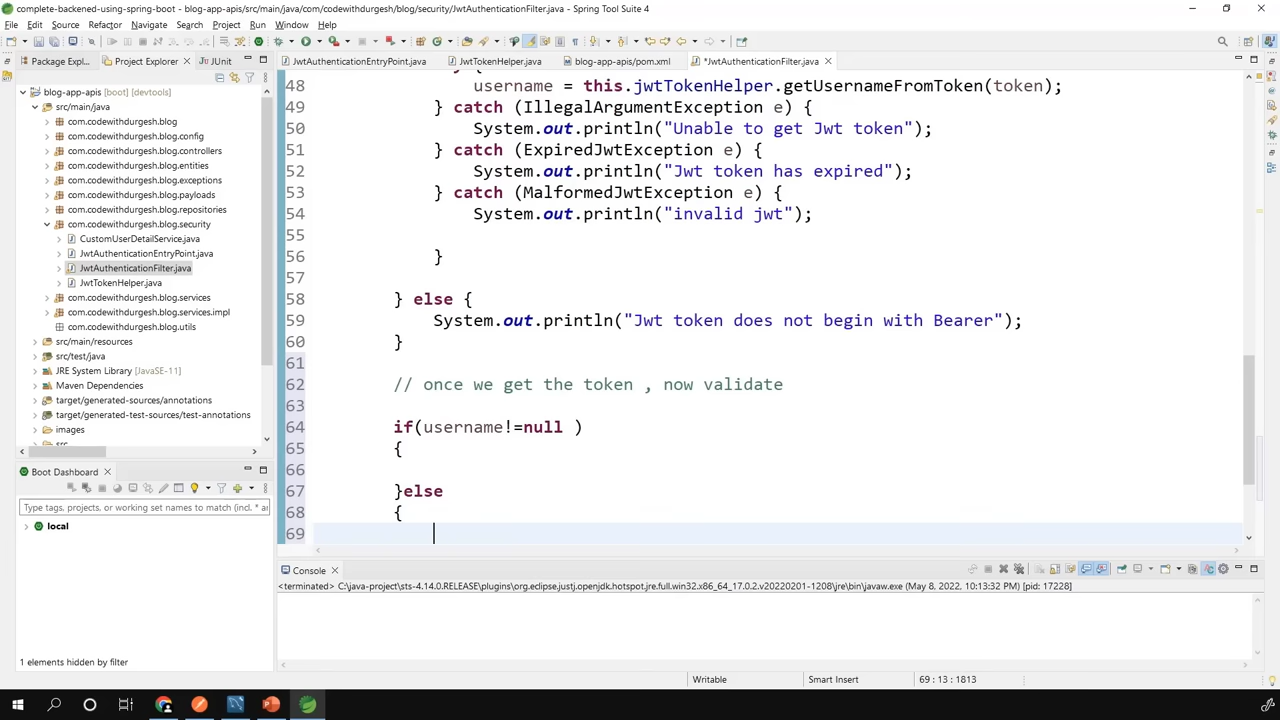 complete-backened-using-spring-boot - blog-app-apis/src/main/java/com/codewithdurgesh/blog/security/JwtAuthenticationFilter.java - Spring Tool Suite 4
File Edit Source Refactor Navigate Search Project Run Window Help
Package Expl... Project Explorer JUnit
JwtAuthenticationEntryPoint.java JwtTokenHelper.java blog-app-apis/pom.xml *JwtAuthenticationFilter.java
blog-app-apis [boot] [devtools]
src/main/java
com.codewithdurgesh.blog
com.codewithdurgesh.blog.config
com.codewithdurgesh.blog.controllers
com.codewithdurgesh.blog.entities
com.codewithdurgesh.blog.exceptions
com.codewithdurgesh.blog.payloads
com.codewithdurgesh.blog.repositories
com.codewithdurgesh.blog.security
CustomUserDetailService.java
JwtAuthenticationEntryPoint.java
JwtAuthenticationFilter.java
JwtTokenHelper.java
com.codewithdurgesh.blog.services
com.codewithdurgesh.blog.services.impl
com.codewithdurgesh.blog.utils
src/main/resources
src/test/java
JRE System Library [JavaSE-11]
Maven Dependencies
target/generated-sources/annotations
target/generated-test-sources/test-annotations
images
src
48 username = this.jwtTokenHelper.getUsernameFromToken(token);
49 } catch (IllegalArgumentException e) {
50 System.out.println("Unable to get Jwt token");
51 } catch (ExpiredJwtException e) {
52 System.out.println("Jwt token has expired");
53 } catch (MalformedJwtException e) {
54 System.out.println("invalid jwt");
55
56 }
57
58 } else {
59 System.out.println("Jwt token does not begin with Bearer");
60 }
61
62 // once we get the token , now validate
63
64 if(username!=null )
65 {
66
67 }else
68 {
69
Boot Dashboard
Type tags, projects, or working set names to match (incl. * ar
local
1 elements hidden by filter
Console
<terminated> C:\java-project\sts-4.14.0.RELEASE\plugins\org.eclipse.justj.openjdk.hotspot.jre.full.win32.x86_64_17.0.2.v20220201-1208\jre\bin\javaw.exe (May 8, 2022, 10:13:32 PM) [pid: 17228]
Writable Smart Insert 69 : 13 : 1813